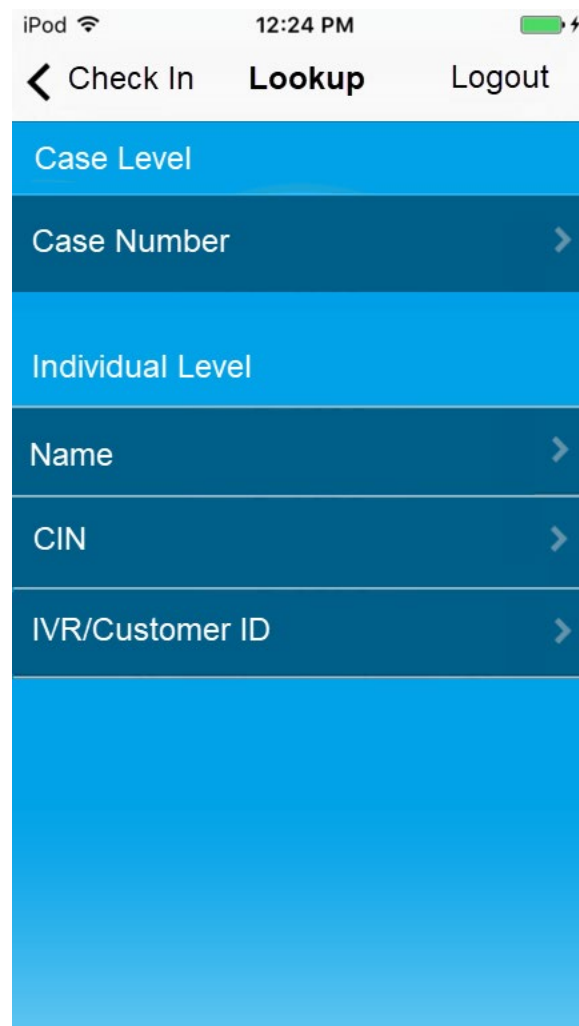 iPod 12:24 PM
Check In Lookup Logout
Case Level
Case Number
Individual Level
Name
CIN
IVR/Customer ID